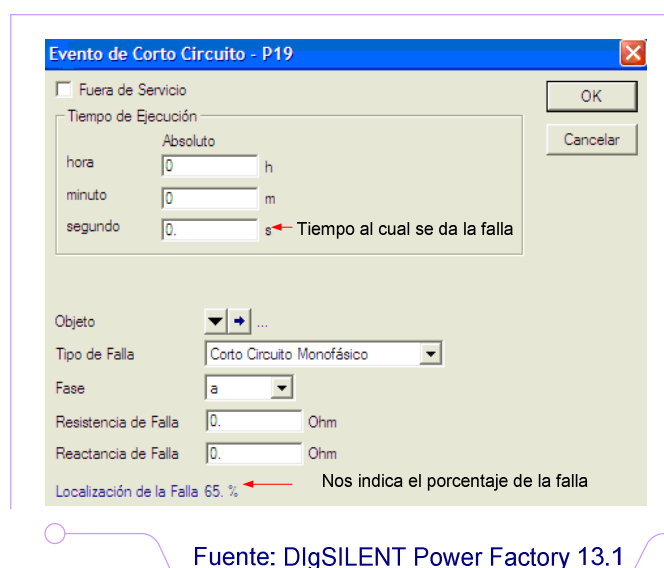 Evento de Corto Circuito - P19
Fuera de Servicio
OK
Tiempo de Ejecución
Absoluto
Cancelar
hora 0 h
minuto 0 m
segundo 0. s Tiempo al cual se da la falla
Objeto ...
Tipo de Falla Corto Circuito Monofásico
Fase a
Resistencia de Falla 0. Ohm
Reactancia de Falla 0. Ohm
Localización de la Falla 65. % Nos indica el porcentaje de la falla
Fuente: DIgSILENT Power Factory 13.1